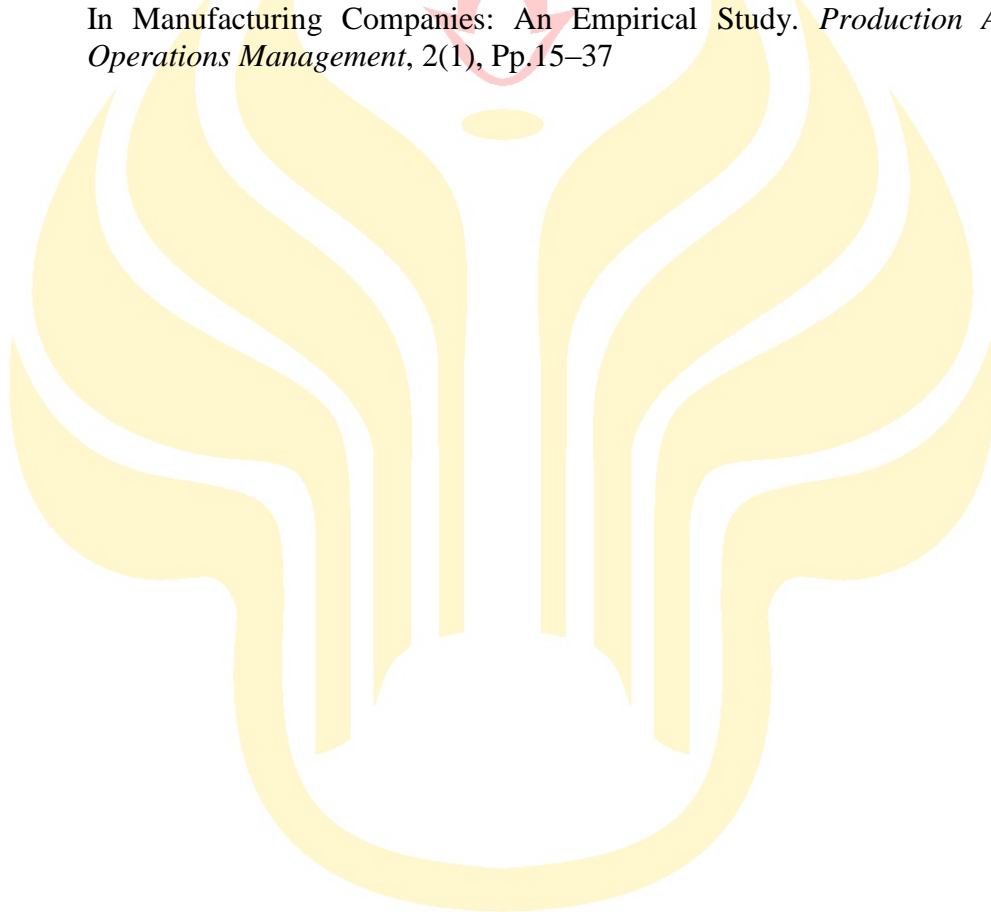 In Manufacturing Companies: An Empirical Study. Production A
Operations Management, 2(1), Pp.15–37